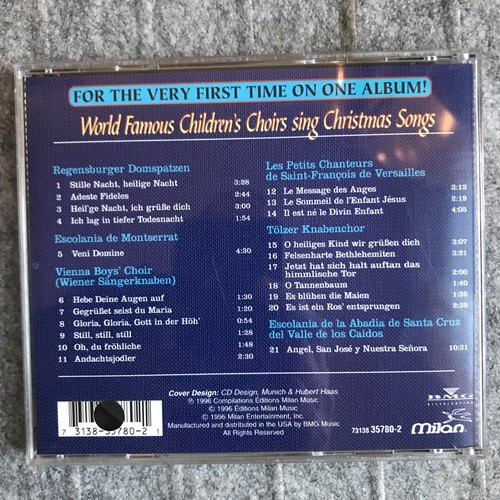 FOR THE VERY FIRST TIME ON ONE ALBUM!
World Famous Children's Choirs sing Christmas Songs
Regensburger Domspatzen
1 Stille Nacht, heilige Nacht 3:28
2 Adeste Fideles 2:44
3 Heil'ge Nacht, ich grüße dich 3:03
4 Ich lag in tiefer Todesnacht 1:54
Escolania de Montserrat
5 Veni Domine 4:30
Vienna Boys' Choir
(Wiener Sängerknaben)
6 Hebe Deine Augen auf 1:30
7 Gegrüßet seist du Maria 1:30
8 Gloria, Gloria, Gott in der Höh' 1:28
9 Still, still, still 1:38
10 Oh, du fröhliche 1:38
11 Andachtsjodler 2:30
Les Petits Chanteurs
de Saint-François de Versailles
12 Le Message des Anges 3:13
13 Le Sommeil de l'Enfant Jésus 2:19
14 Il est né le Divin Enfant 4:05
Tölzer Knabenchor
15 O heiliges Kind wir grüßen dich 3:07
16 Felsenharte Bethlehemiten 3:21
17 Jetzt hat sich halt auftan das
himmlische Tor 2:00
18 O Tannenbaum 1:40
19 Es blühen die Maien 1:09
20 Es ist ein Ros' entsprungen 2:38
Escolania de la Abadia de Santa Cruz
del Valle de los Caidos
21 Angel, San José y Nuestra Señora 10:31
Cover Design: CD Design, Munich & Hubert Haas
℗ 1996 Compilations Éditions Milan Music
© 1996 Éditions Milan Music
© 1996 Milan Entertainment, Inc.
Manufactured and distributed in the USA by BMG Music
All Rights Reserved
7 3138-35780-2 1
BMG
DISTRIBUTION
73138 35780-2
milan